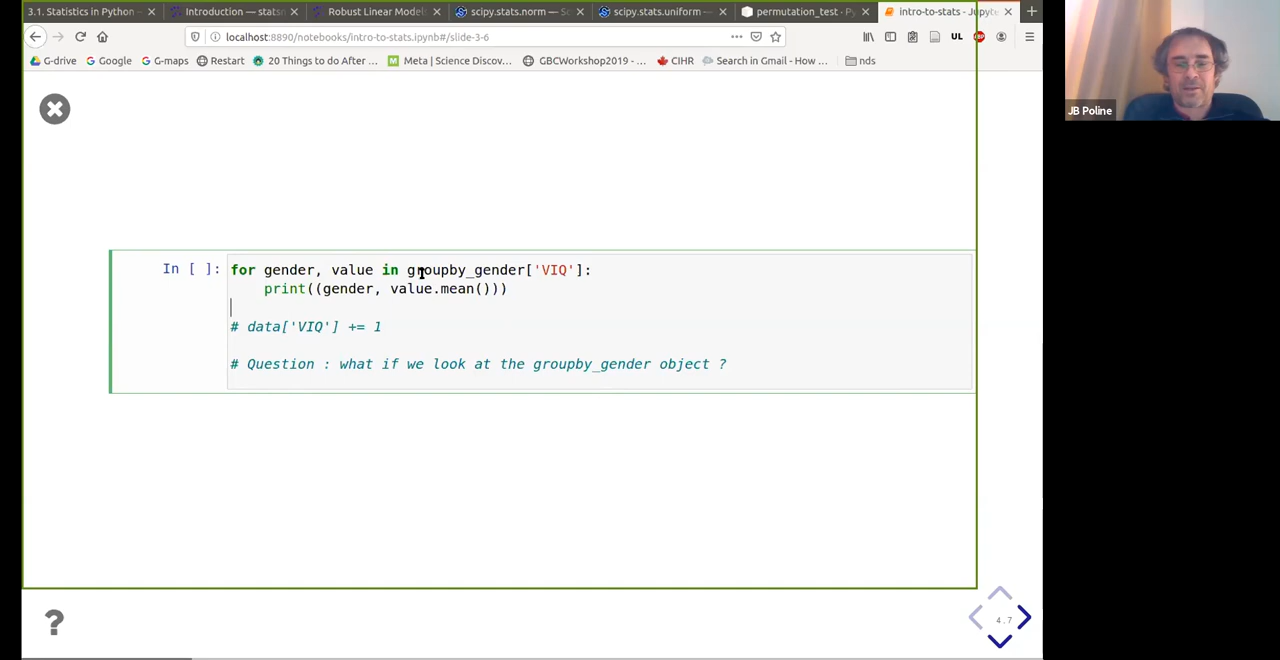 3.1. Statistics in Python -
Introduction — statsn
Robust Linear Model
scipy.stats.norm — Sc
scipy.stats.uniform —
permutation_test - Py
intro-to-stats - Jupyte
localhost:8890/notebooks/intro-to-stats.ipynb#/slide-3-6
UL
G-drive
Google
G-maps
Restart
20 Things to do After ...
Meta | Science Discov...
GBCWorkshop2019 - ...
CIHR
Search in Gmail - How ...
nds
JB Poline
In [ ]: for gender, value in groupby_gender['VIQ']:
print((gender, value.mean()))
# data['VIQ'] += 1
# Question : what if we look at the groupby_gender object ?
?
4.7